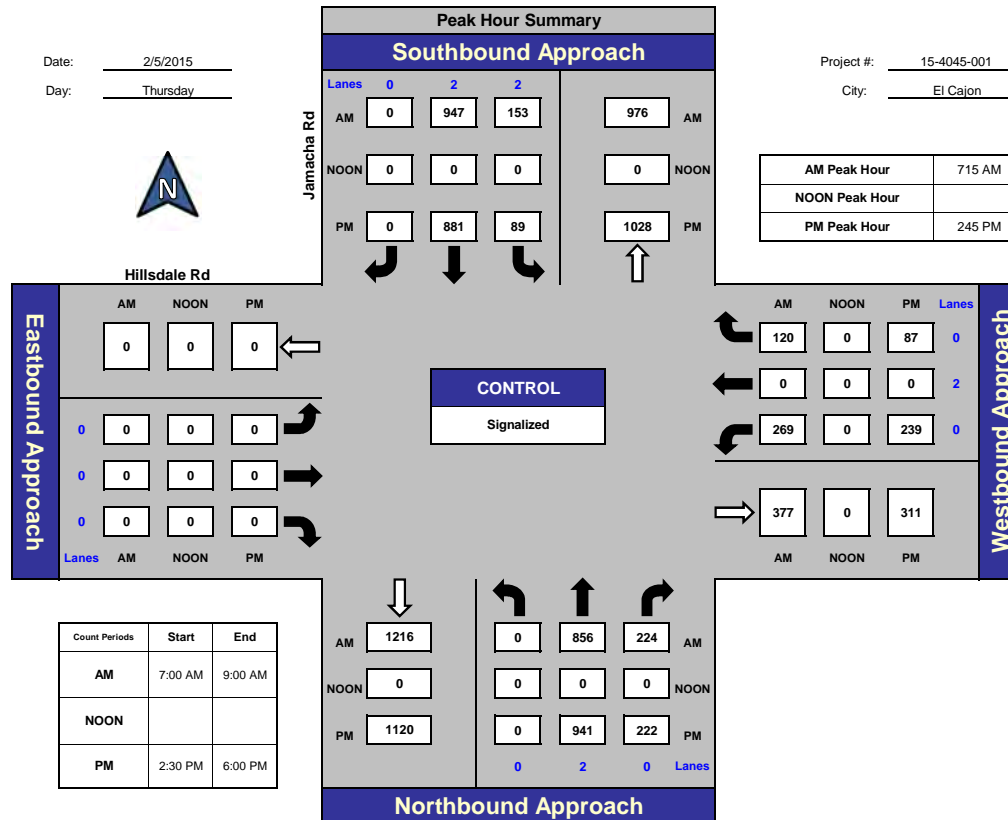 Peak Hour Summary
Southbound Approach
Date: 2/5/2015
Day: Thursday
Project #: 15-4045-001
City: El Cajon
Jamacha Rd
Lanes 0 2 2
AM 0 947 153 976 AM
NOON 0 0 0 0 NOON
PM 0 881 89 1028 PM
N
AM Peak Hour 715 AM
NOON Peak Hour
PM Peak Hour 245 PM
Hillsdale Rd
Eastbound Approach
AM NOON PM
0 0 0
0 0 0 0
0 0 0 0
0 0 0 0
Lanes AM NOON PM
CONTROL
Signalized
AM NOON PM Lanes
120 0 87 0
0 0 0 2
269 0 239 0
377 0 311
AM NOON PM
Westbound Approach
Count Periods Start End
AM 7:00 AM 9:00 AM
NOON
PM 2:30 PM 6:00 PM
AM 1216 0 856 224 AM
NOON 0 0 0 0 NOON
PM 1120 0 941 222 PM
0 2 0 Lanes
Northbound Approach